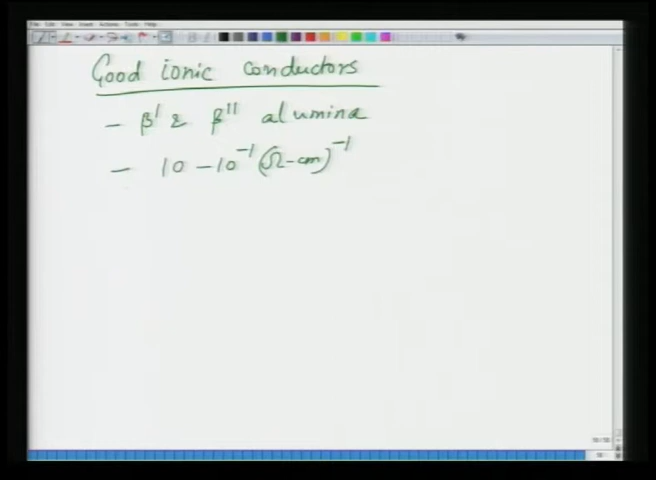 Good ionic conductors
– β' & β'' alumina
– 10 – 10⁻¹ (Ω-cm)⁻¹